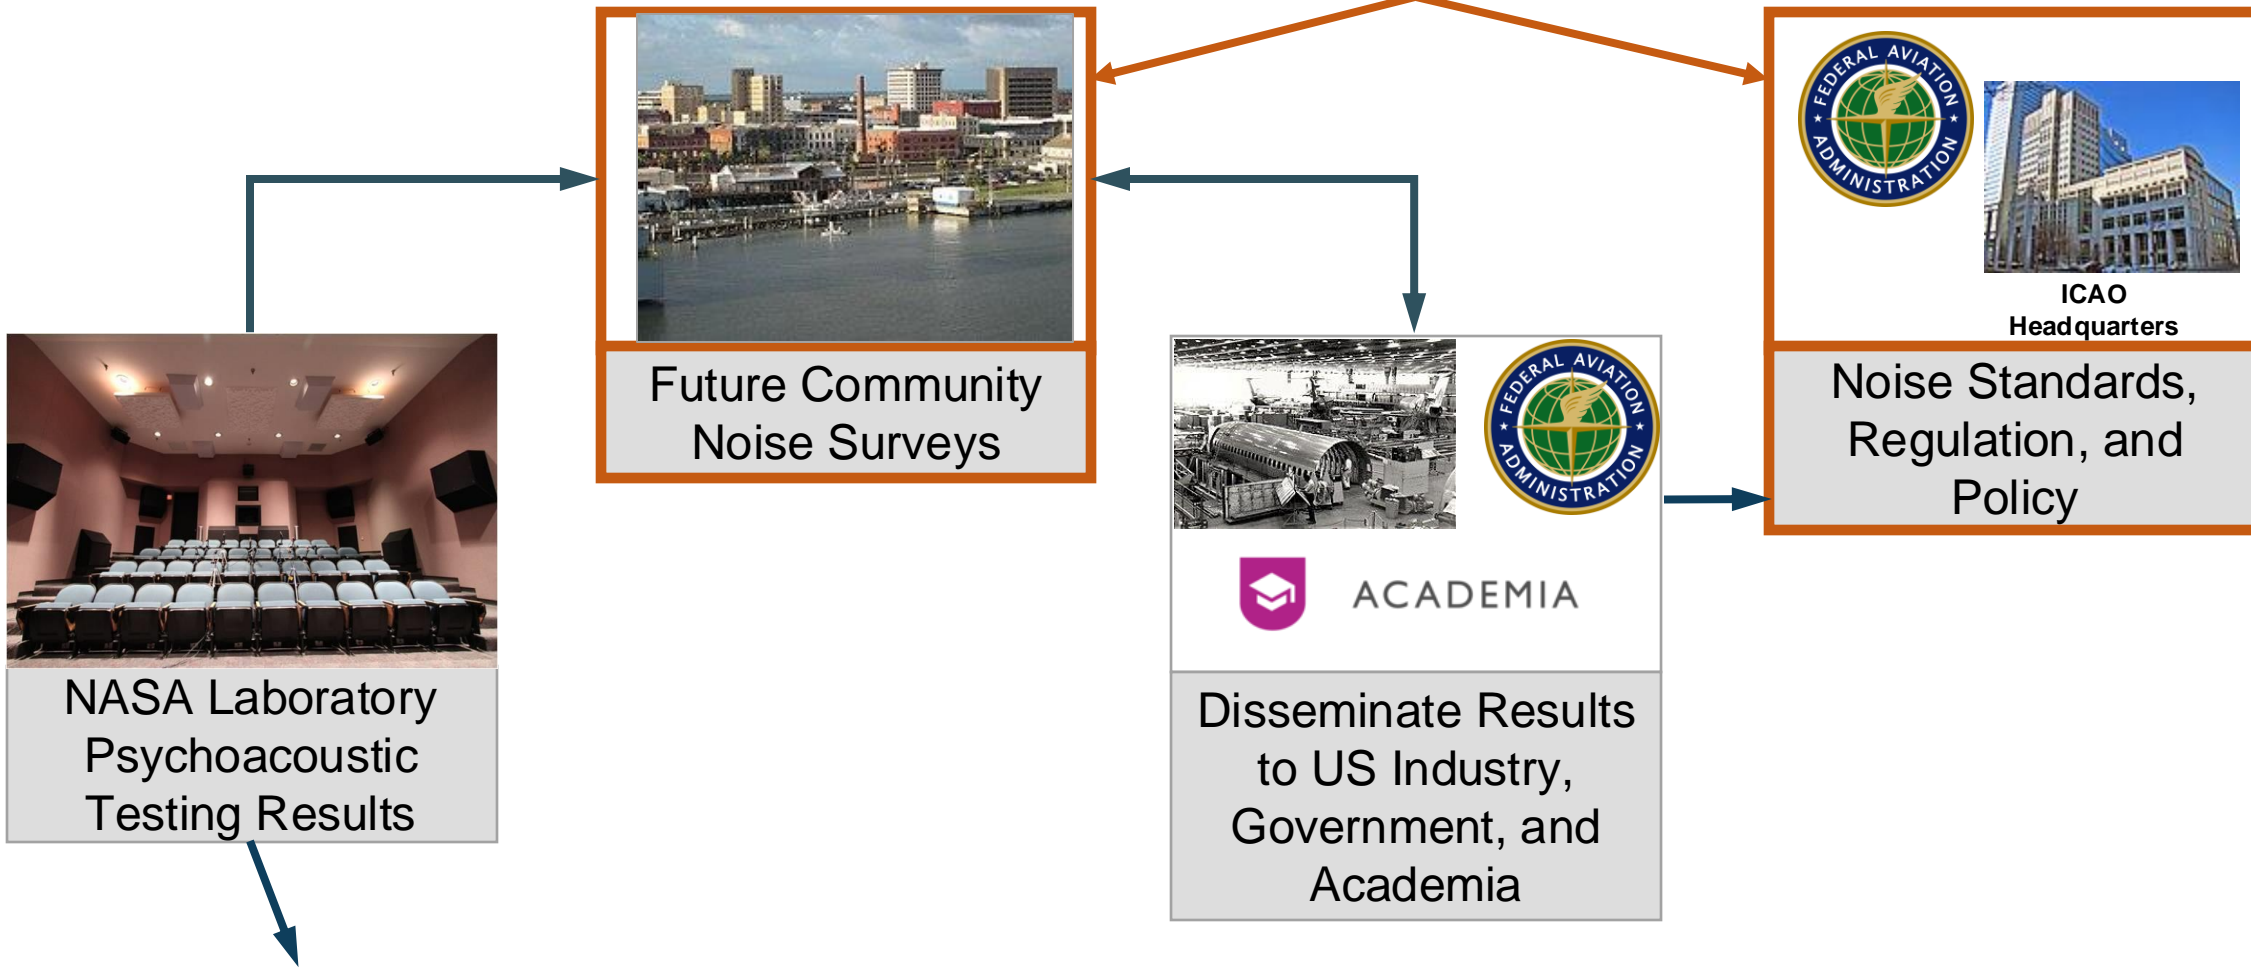 FEDERAL AVIATION
ADMINISTRATION
ICAO
Headquarters
Future Community
Noise Surveys
Noise Standards,
Regulation, and
Policy
FEDERAL AVIATION
ADMINISTRATION
ACADEMIA
NASA Laboratory
Psychoacoustic
Testing Results
Disseminate Results
to US Industry,
Government, and
Academia